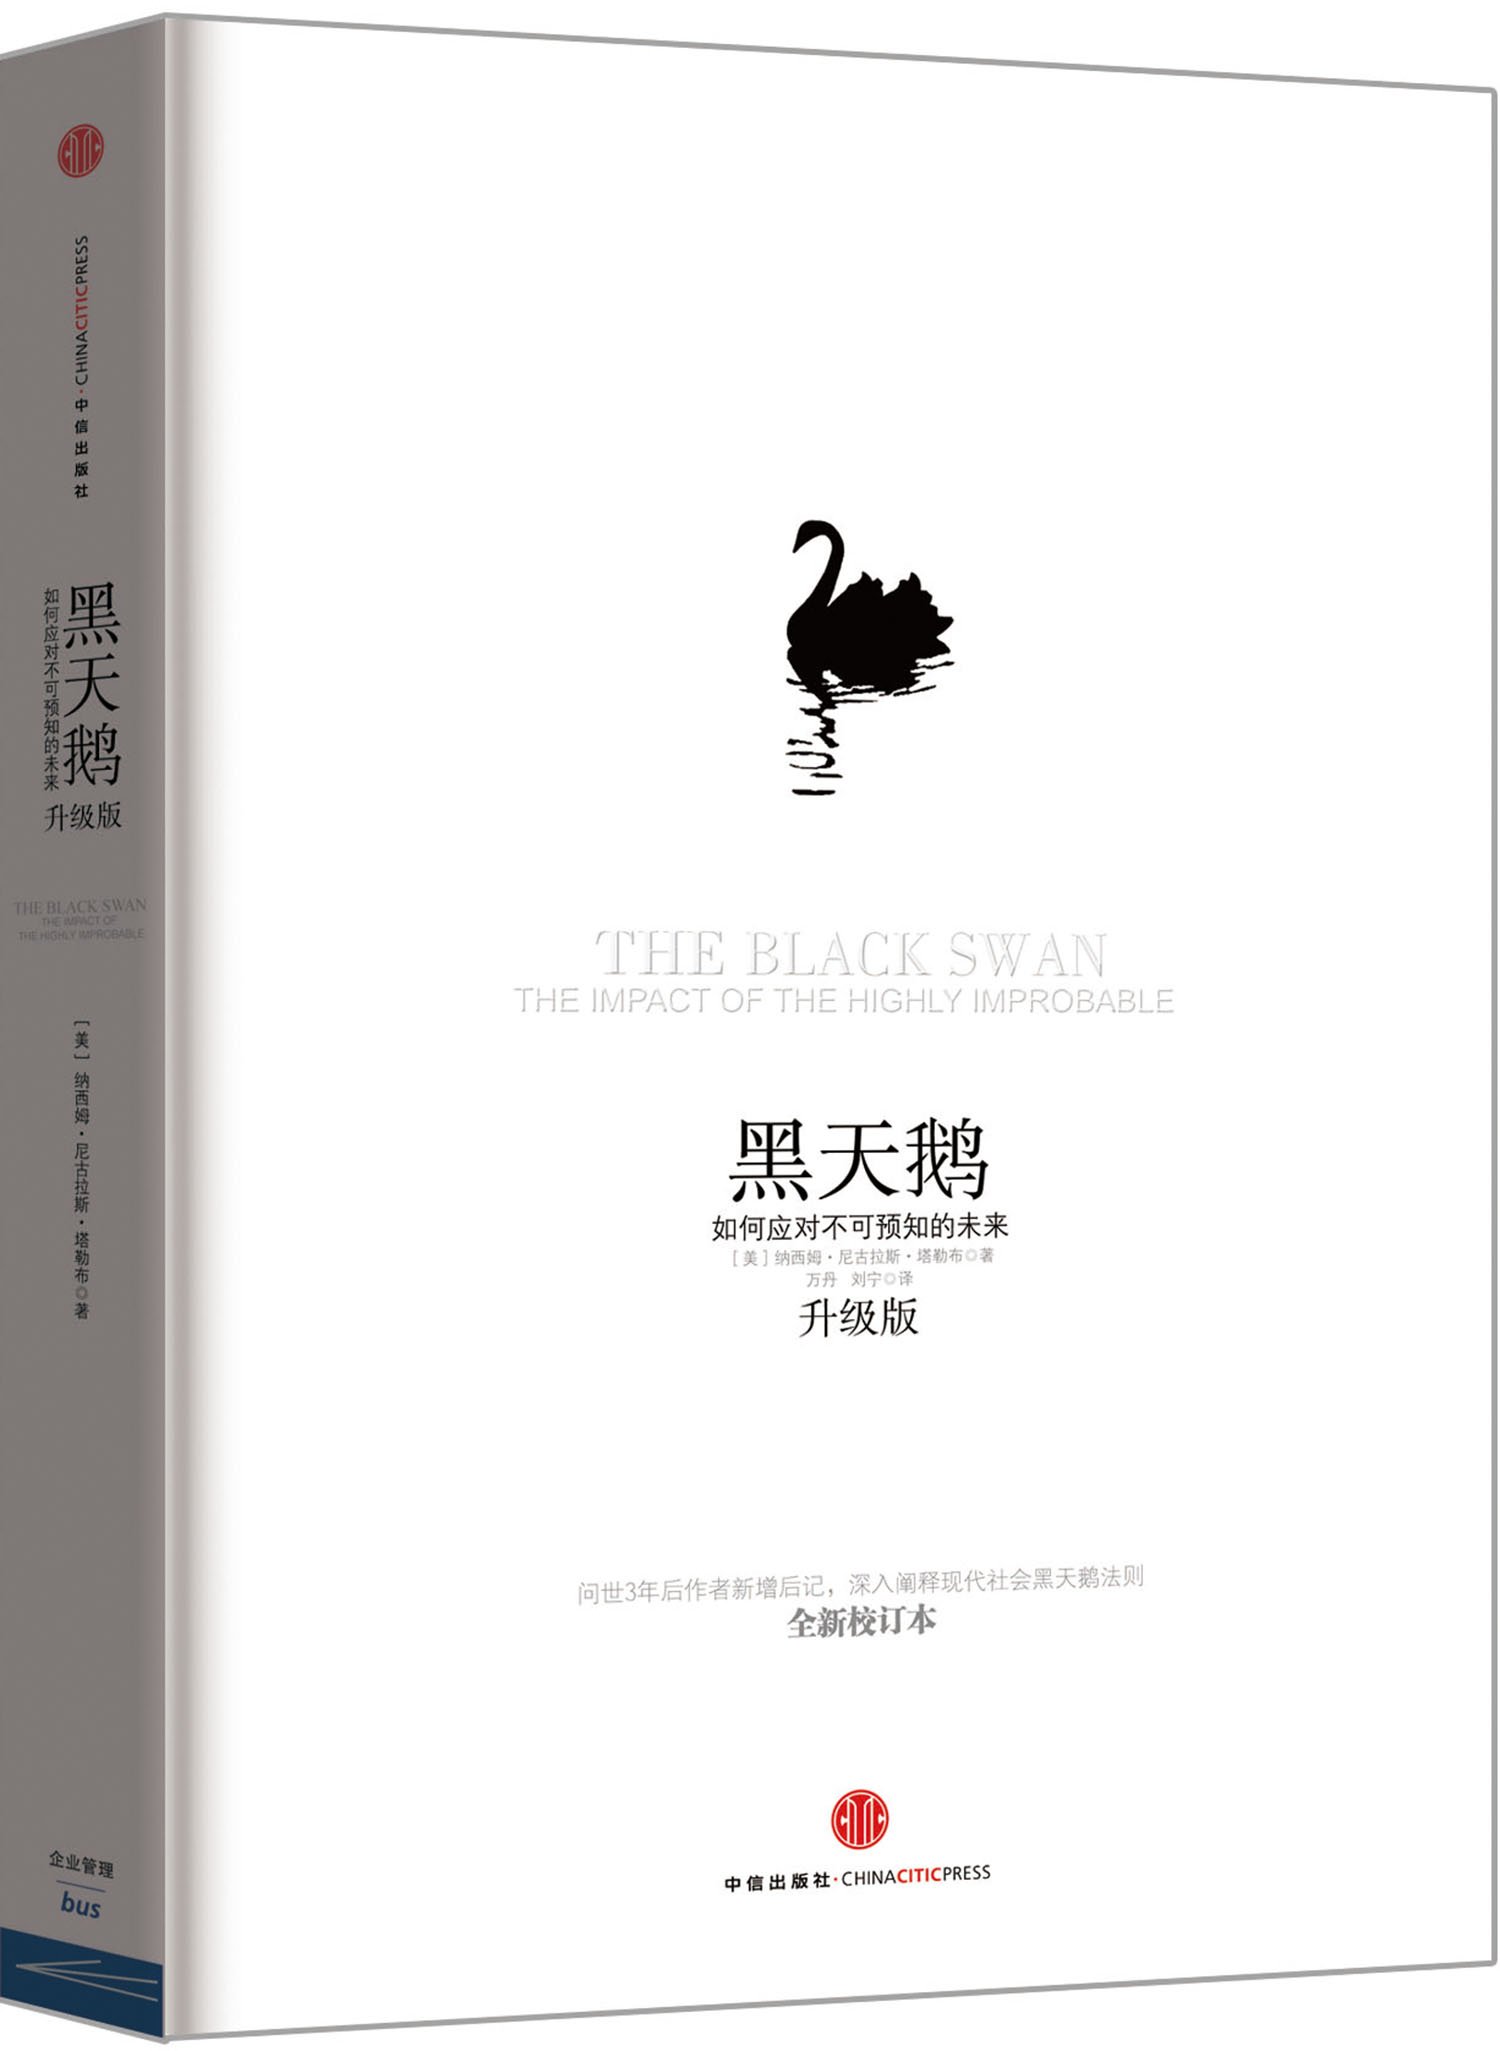 中信出版社·CHINACITICPRESS
黑天鹅
如何应对不可预知的未来
升级版
THE BLACK SWAN
THE IMPACT OF
THE HIGHLY IMPROBABLE
［美］纳西姆·尼古拉斯·塔勒布◎著
企业管理
bus
THE BLACK SWAN
THE IMPACT OF THE HIGHLY IMPROBABLE
黑天鹅
如何应对不可预知的未来
［美］纳西姆·尼古拉斯·塔勒布◎著
万丹 刘宁◎译
升级版
问世3年后作者新增后记，深入阐释现代社会黑天鹅法则
全新校订本
中信出版社·CHINACITICPRESS